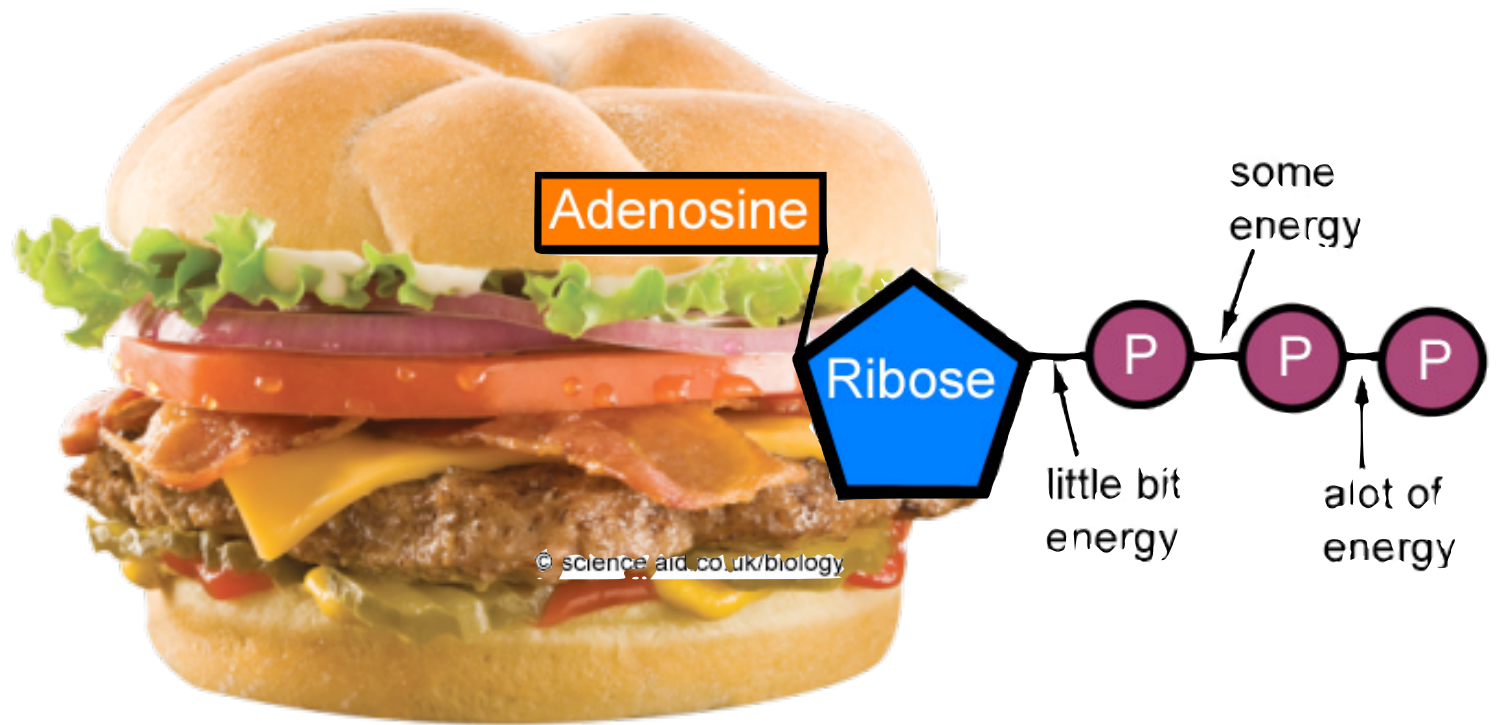 Adenosine
some
energy
Ribose
P
P
P
little bit
energy
alot of
energy
© science aid.co.uk/biology